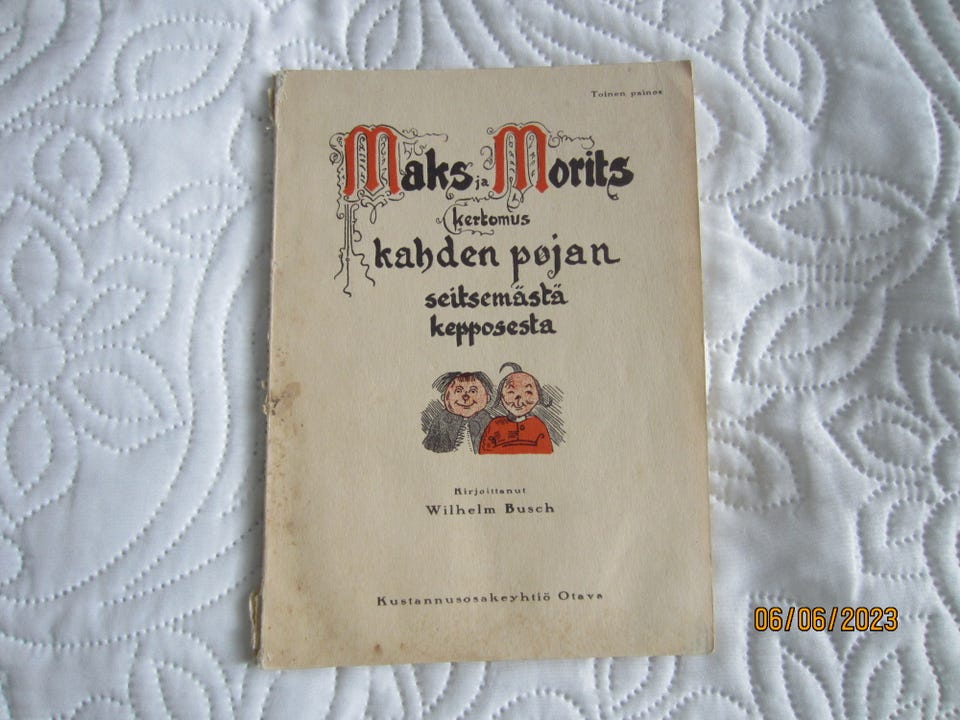 Toinen painos
Maks ja Morits
kertomus
kahden pojan
seitsemästä
kepposesta
Kirjoittanut
Wilhelm Busch
Kustannusosakeyhtiö Otava
06/06/2023